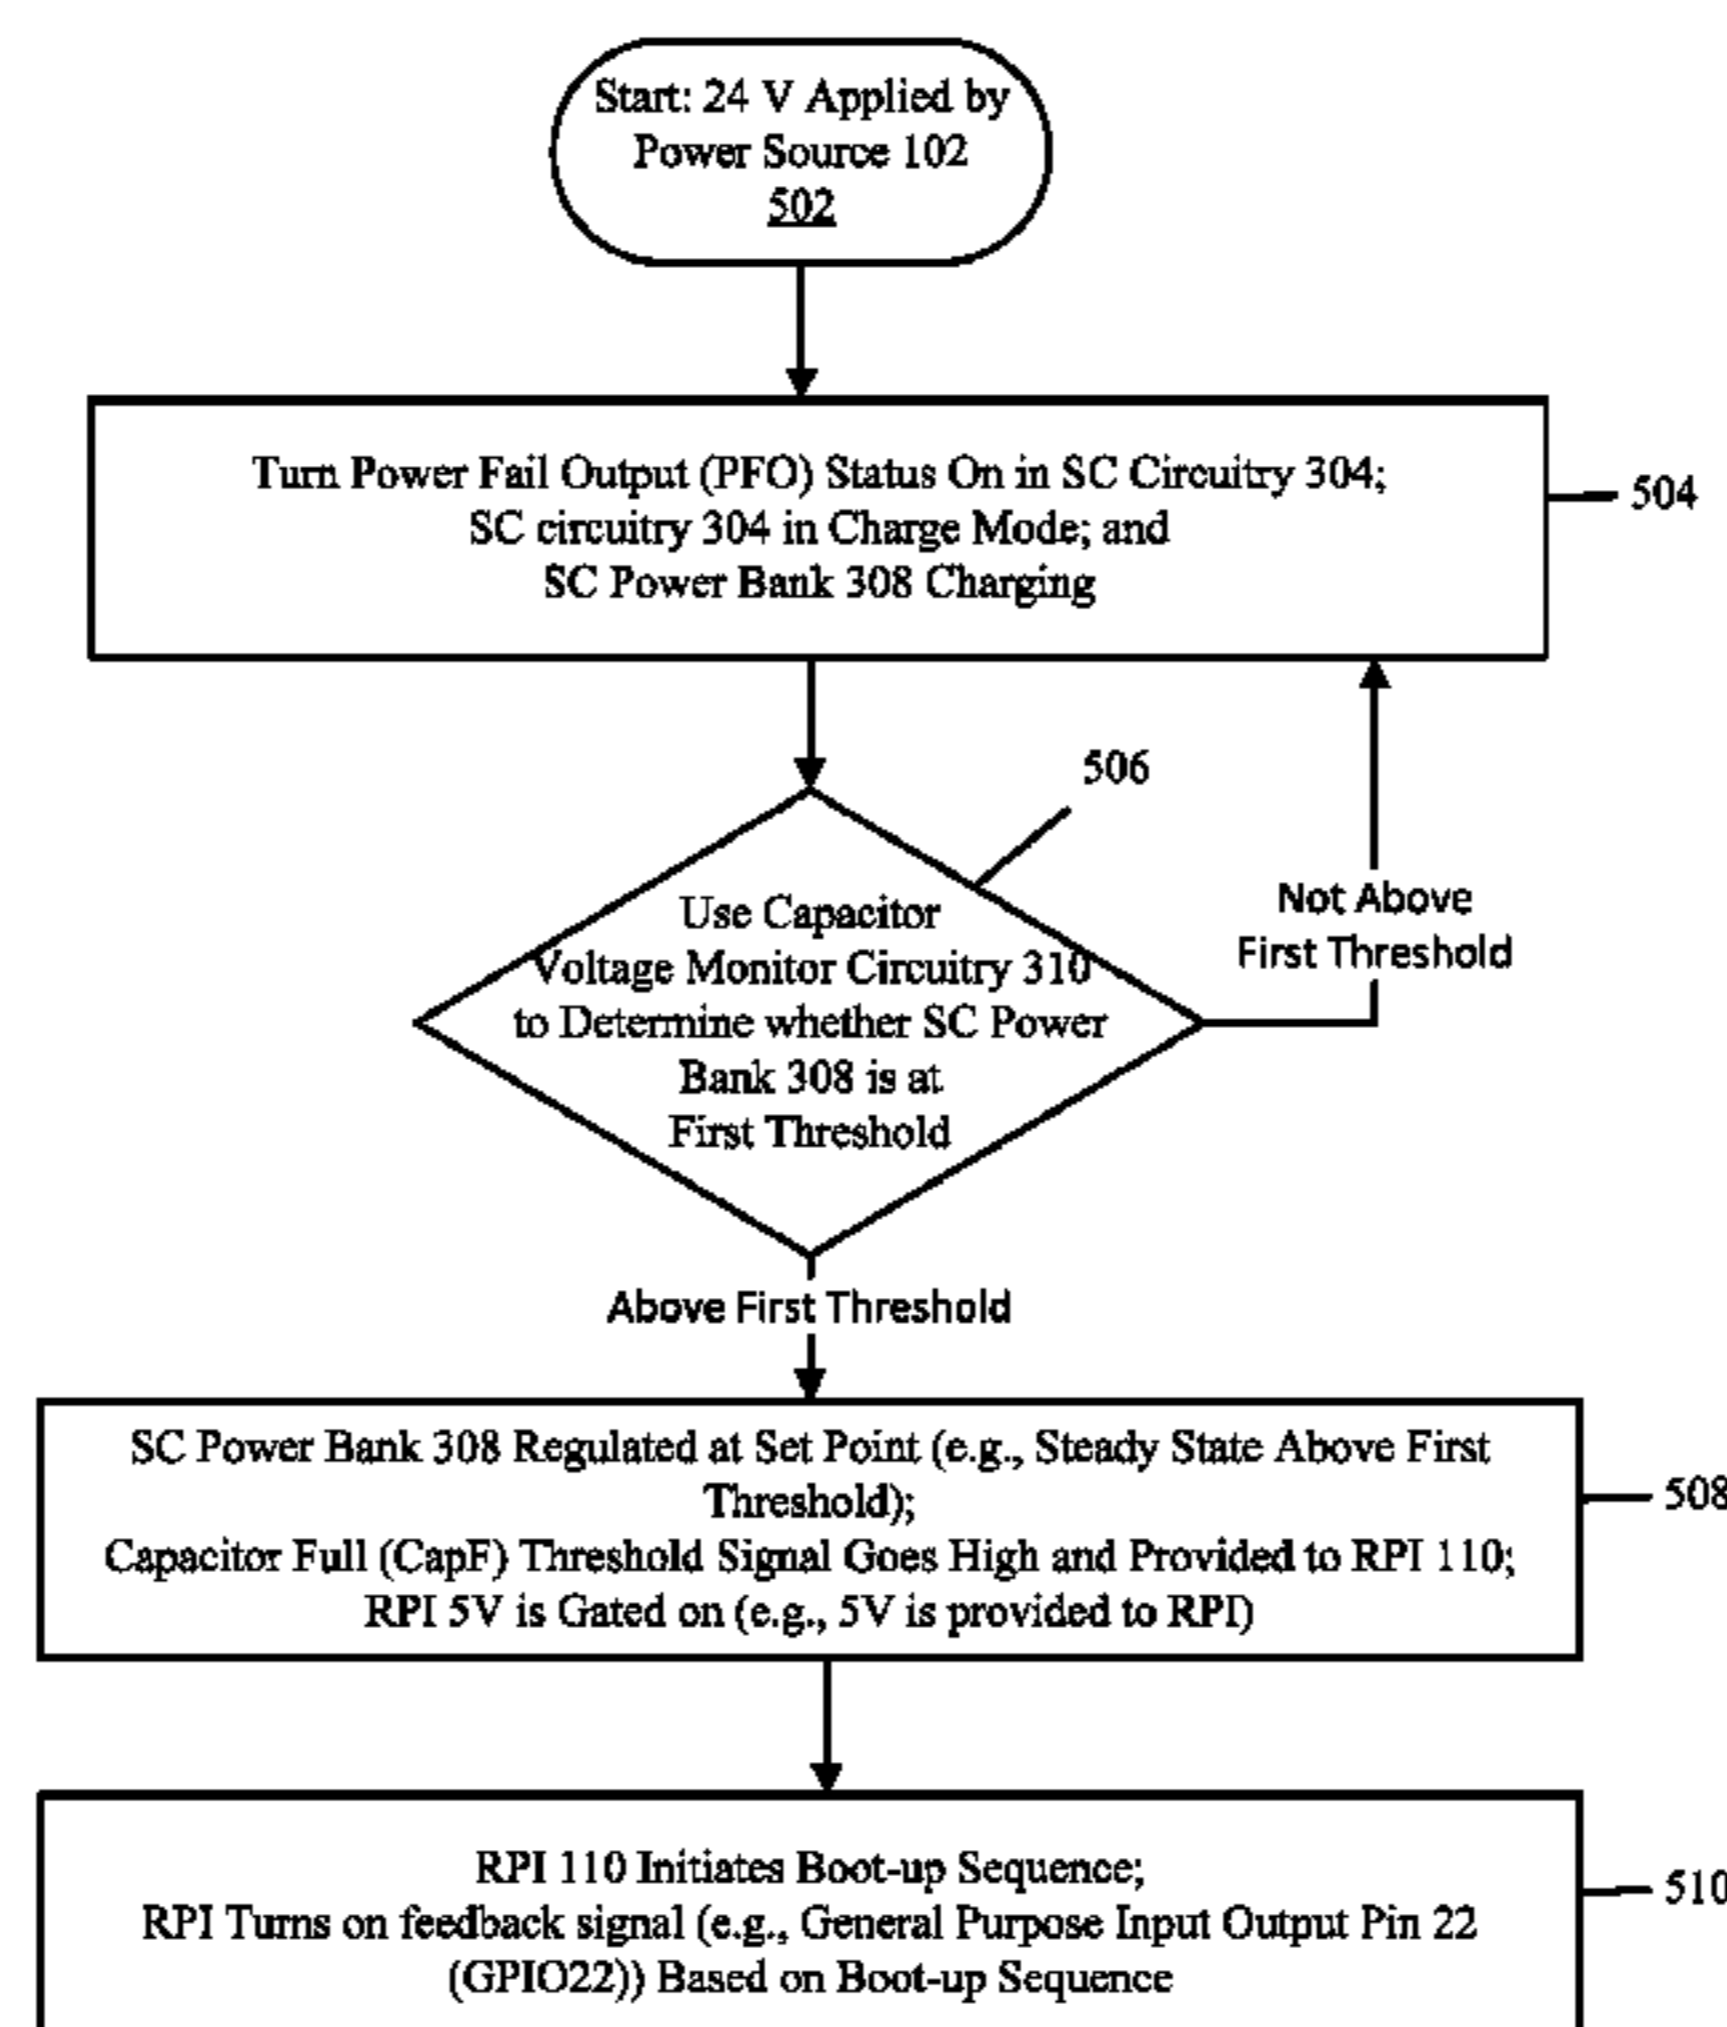 Start: 24 V Applied by
Power Source 102
502
Turn Power Fail Output (PFO) Status On in SC Circuitry 304;
SC circuitry 304 in Charge Mode; and
SC Power Bank 308 Charging
504
506
Use Capacitor
Voltage Monitor Circuitry 310
to Determine whether SC Power
Bank 308 is at
First Threshold
Not Above
First Threshold
Above First Threshold
SC Power Bank 308 Regulated at Set Point (e.g., Steady State Above First
Threshold);
Capacitor Full (CapF) Threshold Signal Goes High and Provided to RPI 110;
RPI 5V is Gated on (e.g., 5V is provided to RPI)
508
RPI 110 Initiates Boot-up Sequence;
RPI Turns on feedback signal (e.g., General Purpose Input Output Pin 22
(GPIO22)) Based on Boot-up Sequence
510